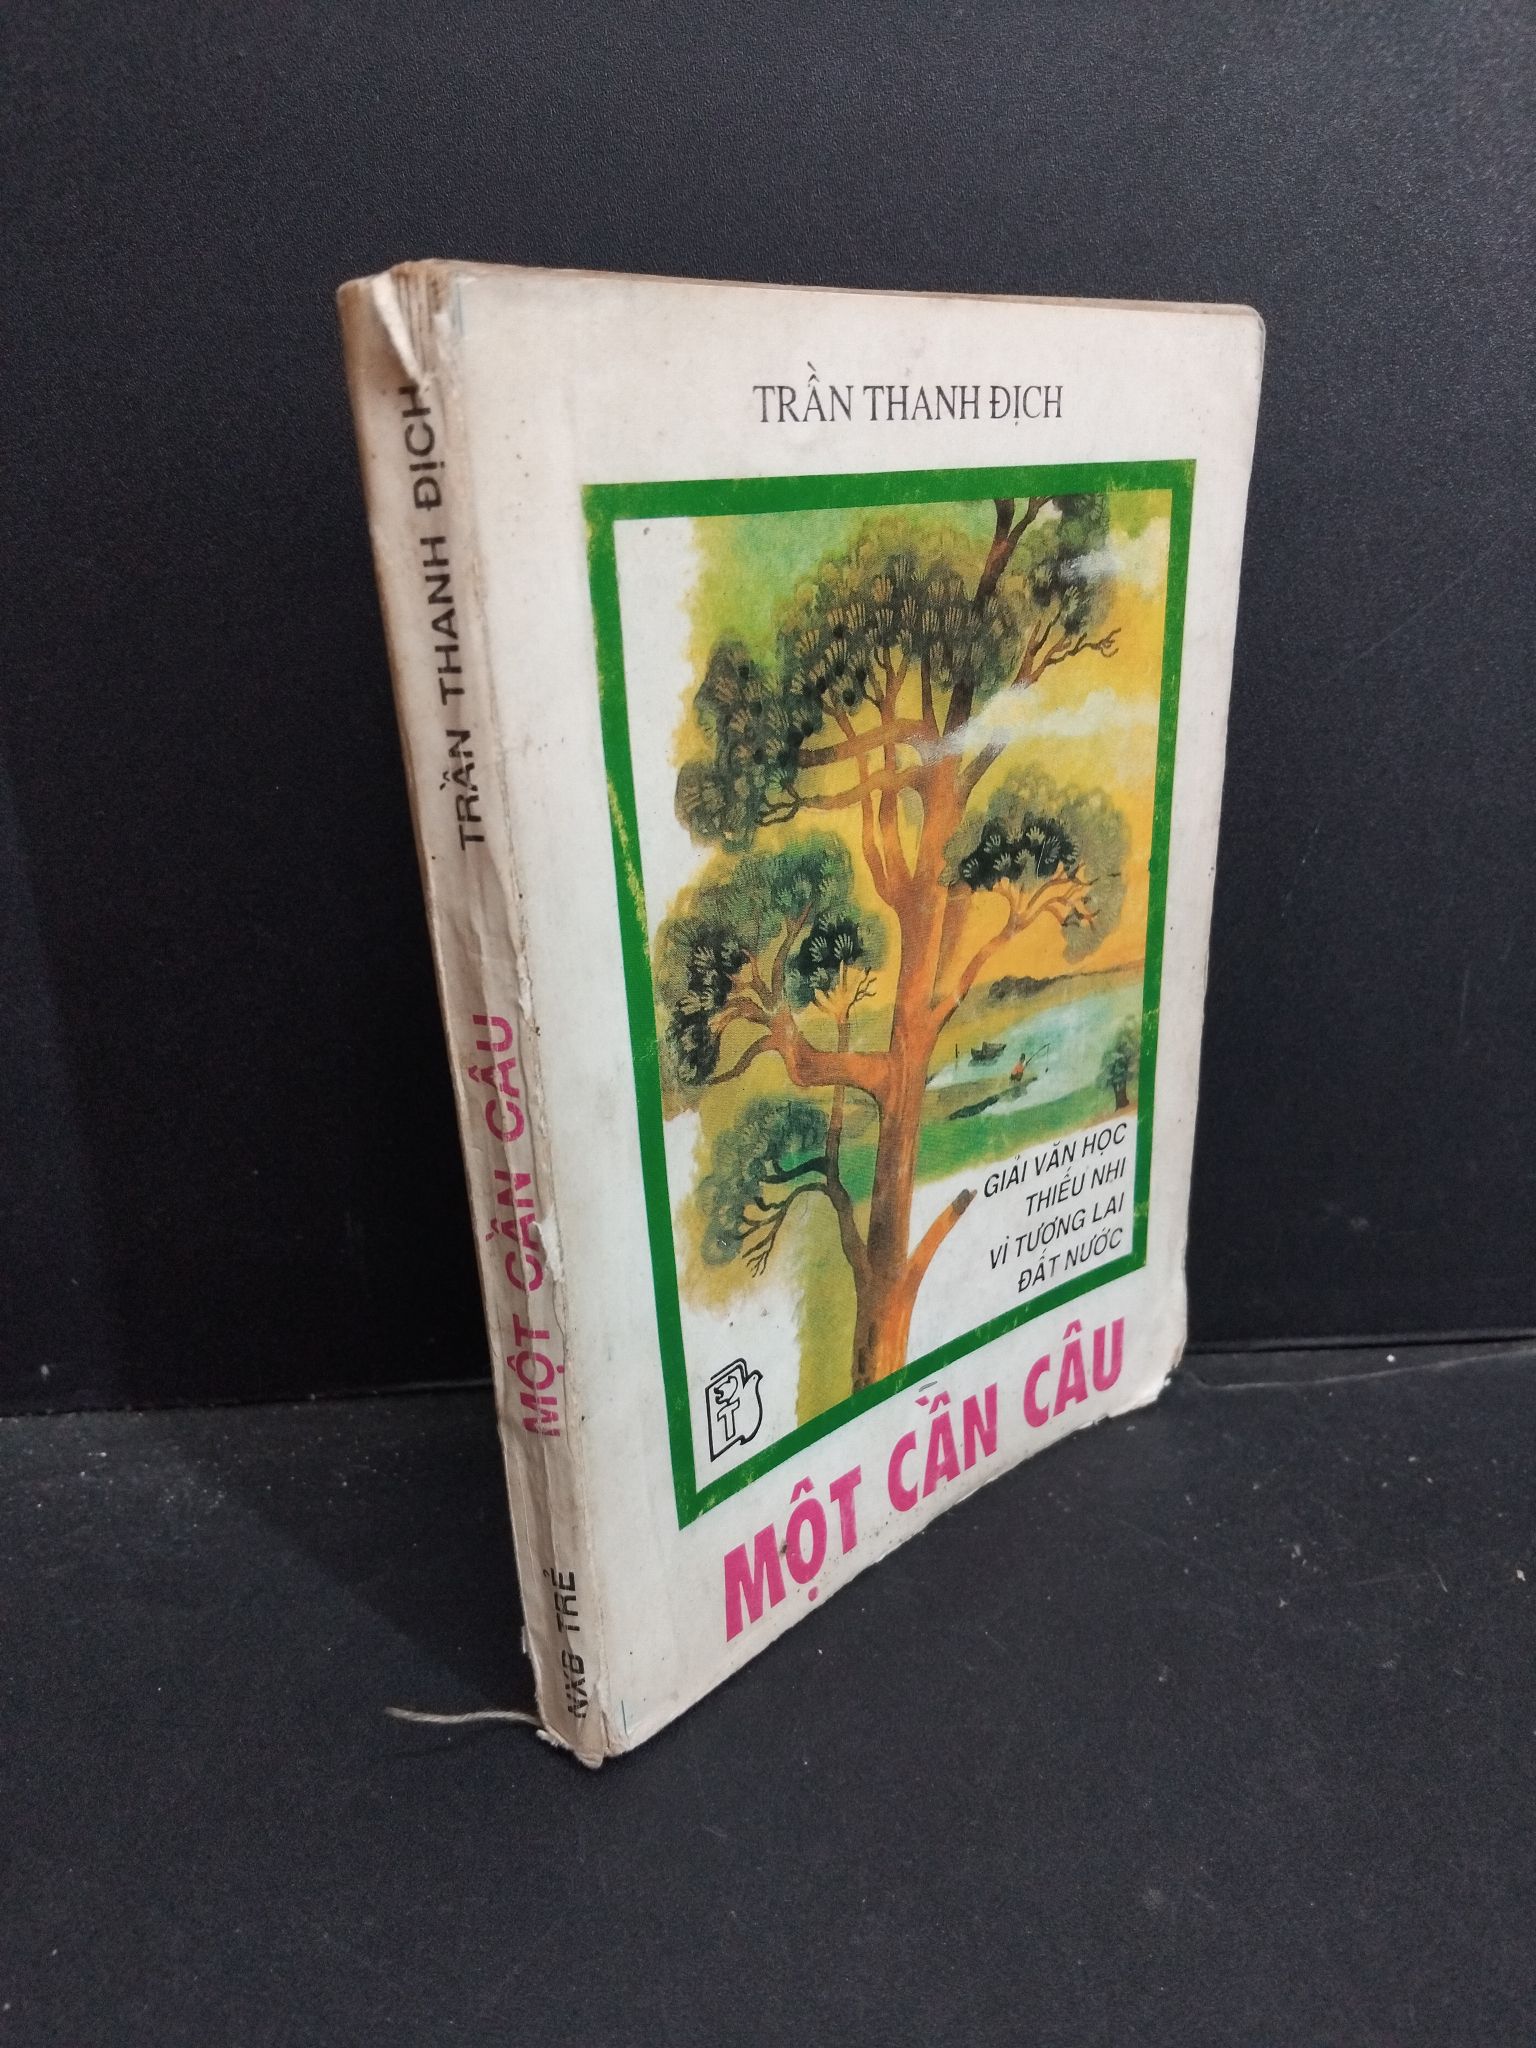 TRẦN THANH ĐỊCH
GIẢI VĂN HỌC
THIẾU NHI
VÌ TƯƠNG LAI
ĐẤT NƯỚC
T
MỘT CẦN CÂU
TRẦN THANH ĐỊCH
MỘT CẦN CÂU
NXB TRẺ